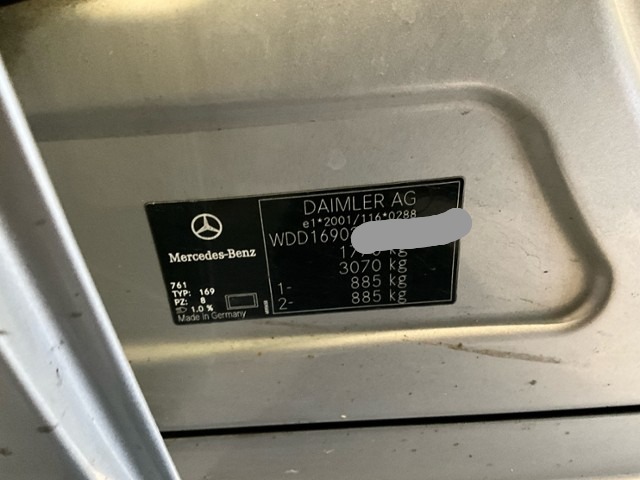 DAIMLER AG
e1*2001/116*0288
WDD16903
3070 kg
1- 885 kg
2- 885 kg
Mercedes-Benz
761
TYP: 169
PZ: 8
1.0 %
Made in Germany